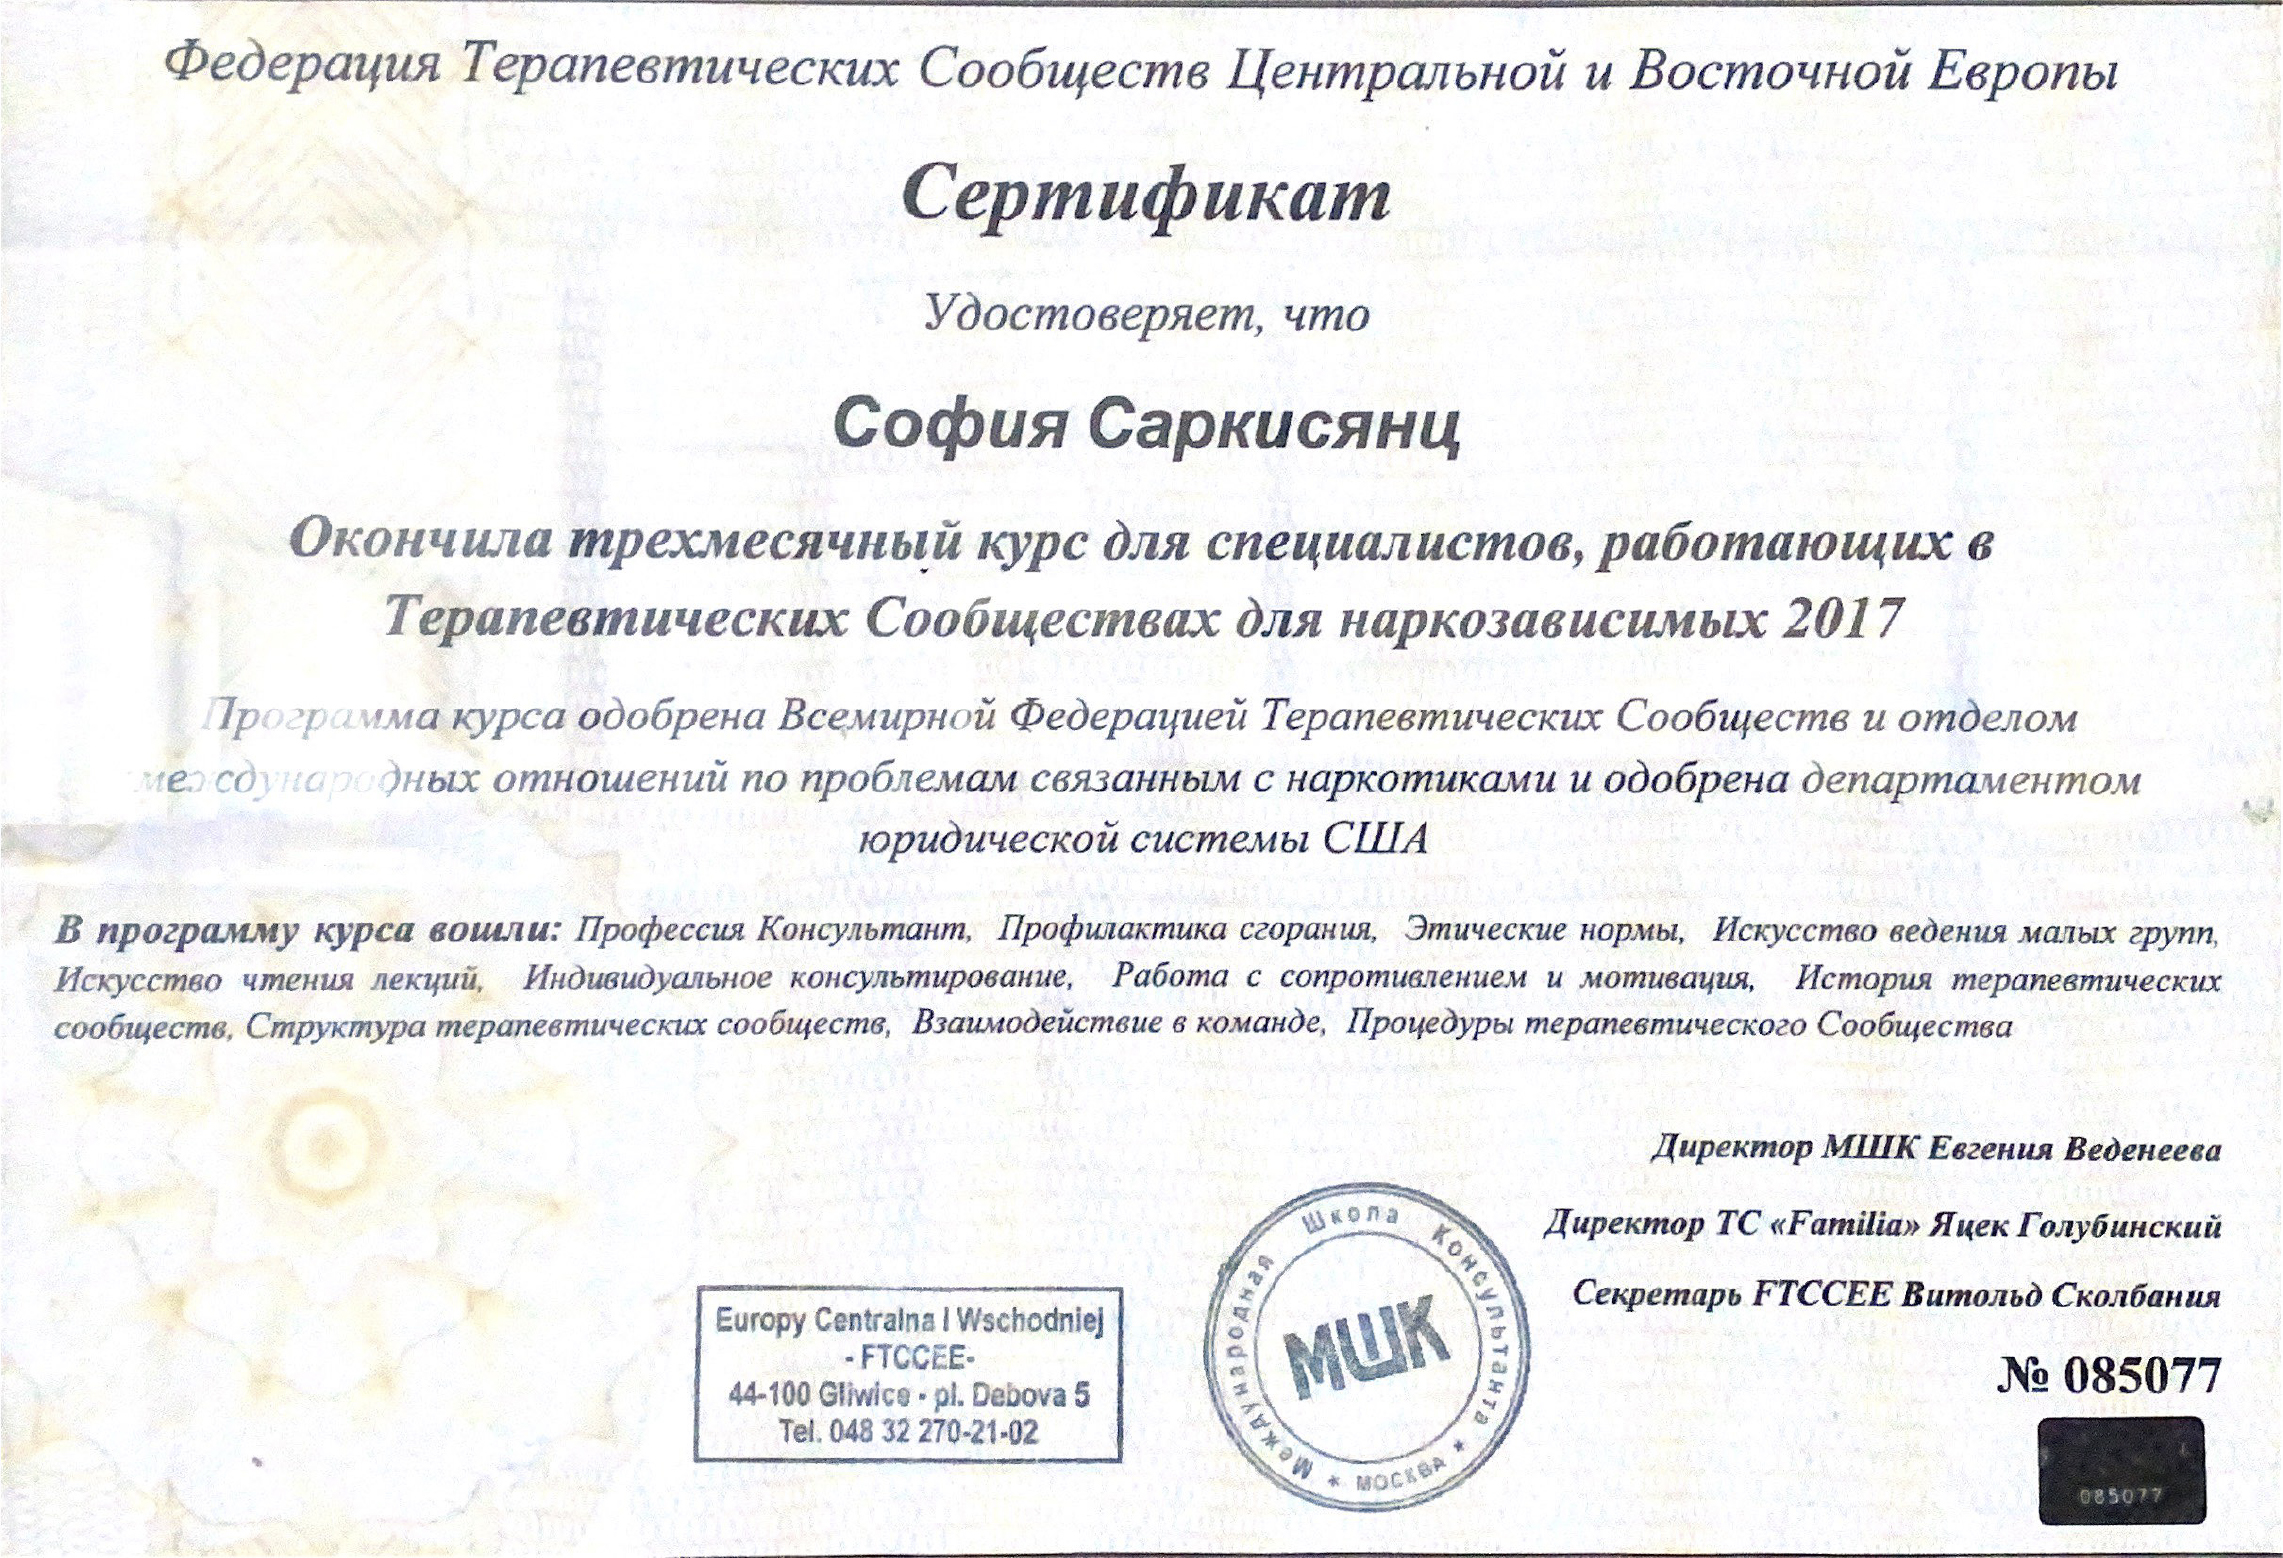 Федерация Терапевтических Сообществ Центральной и Восточной Европы
Сертификат
Удостоверяет, что
София Саркисянц
Окончила трехмесячный курс для специалистов, работающих в
Терапевтических Сообществах для наркозависимых 2017
Программа курса одобрена Всемирной Федерацией Терапевтических Сообществ и отделом
международных отношений по проблемам связанным с наркотиками и одобрена департаментом
юридической системы США
В программу курса вошли: Профессия Консультант, Профилактика сгорания, Этические нормы, Искусство ведения малых групп,
Искусство чтения лекций, Индивидуальное консультирование, Работа с сопротивлением и мотивация, История терапевтических
сообществ, Структура терапевтических сообществ, Взаимодействие в команде, Процедуры терапевтического Сообщества
Директор МШК Евгения Веденеева
Директор ТС «Familia» Яцек Голубинский
Секретарь FTCCEE Витольд Сколбания
№ 085077
085077
Europy Centralna I Wschodniej
- FTCCEE-
44-100 Gliwice - pl. Debova 5
Tel. 048 32 270-21-02
Международная Школа Консультанта
МШК
* МОСКВА *